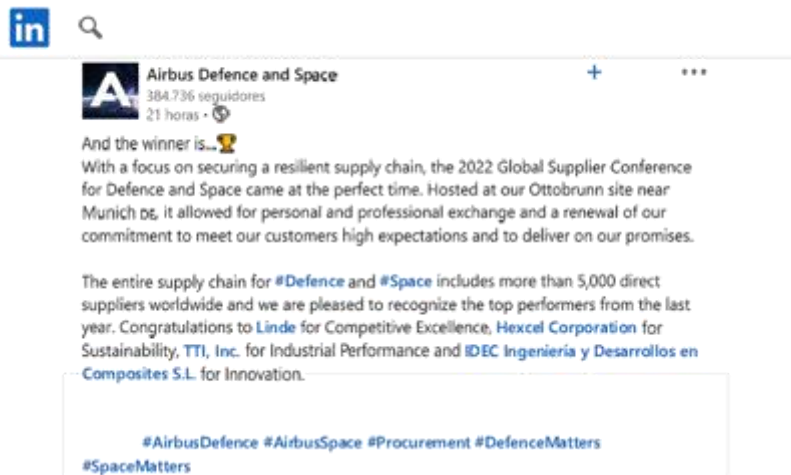 in
Airbus Defence and Space
384.736 seguidores
21 horas •
And the winner is...
With a focus on securing a resilient supply chain, the 2022 Global Supplier Conference
for Defence and Space came at the perfect time. Hosted at our Ottobrunn site near
Munich DE, it allowed for personal and professional exchange and a renewal of our
commitment to meet our customers high expectations and to deliver on our promises.
The entire supply chain for #Defence and #Space includes more than 5,000 direct
suppliers worldwide and we are pleased to recognize the top performers from the last
year. Congratulations to Linde for Competitive Excellence, Hexcel Corporation for
Sustainability, TTI, Inc. for Industrial Performance and IDEC Ingeniería y Desarrollos en
Composites S.L. for Innovation.
#AirbusDefence #AirbusSpace #Procurement #DefenceMatters
#SpaceMatters